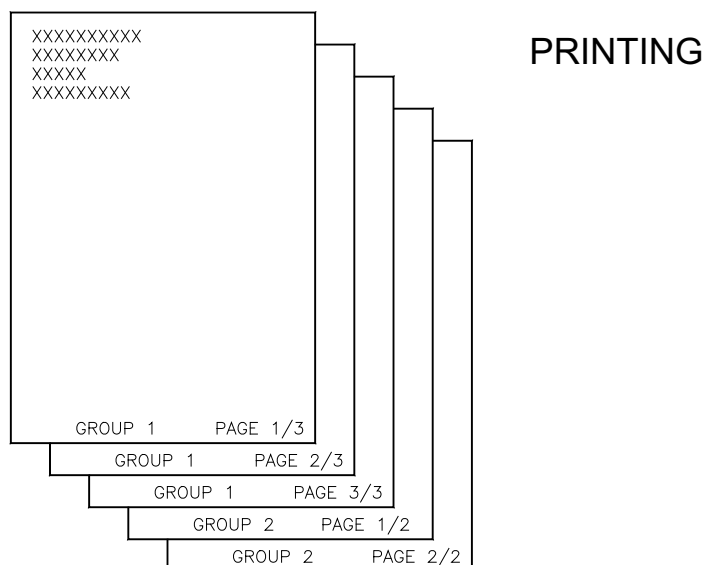 PRINTING
XXXXXXXXXX
XXXXXXXX
XXXXX
XXXXXXXXX
GROUP 1 PAGE 1/3
GROUP 1 PAGE 2/3
GROUP 1 PAGE 3/3
GROUP 2 PAGE 1/2
GROUP 2 PAGE 2/2